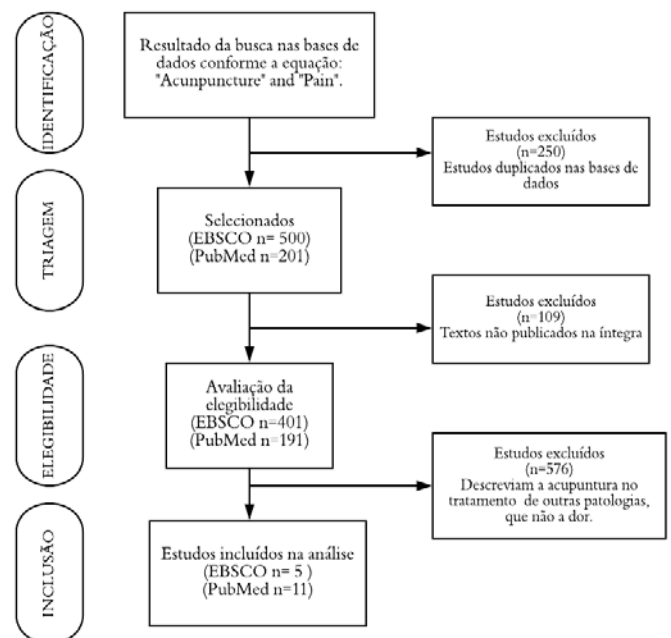 IDENTIFICAÇÃO
Resultado da busca nas bases de
dados conforme a equação:
"Acunpuncture" and "Pain".
Estudos excluídos
(n=250)
Estudos duplicados nas bases de
dados
TRIAGEM
Selecionados
(EBSCO n= 500)
(PubMed n=201)
Estudos excluídos
(n=109)
Textos não publicados na íntegra
ELEGIBILIDADE
Avaliação da
elegibilidade
(EBSCO n=401)
(PubMed n=191)
Estudos excluídos
(n=576)
Descreviam a acupuntura no
tratamento de outras patologias,
que não a dor.
INCLUSÃO
Estudos incluídos na análise
(EBSCO n= 5 )
(PubMed n=11)